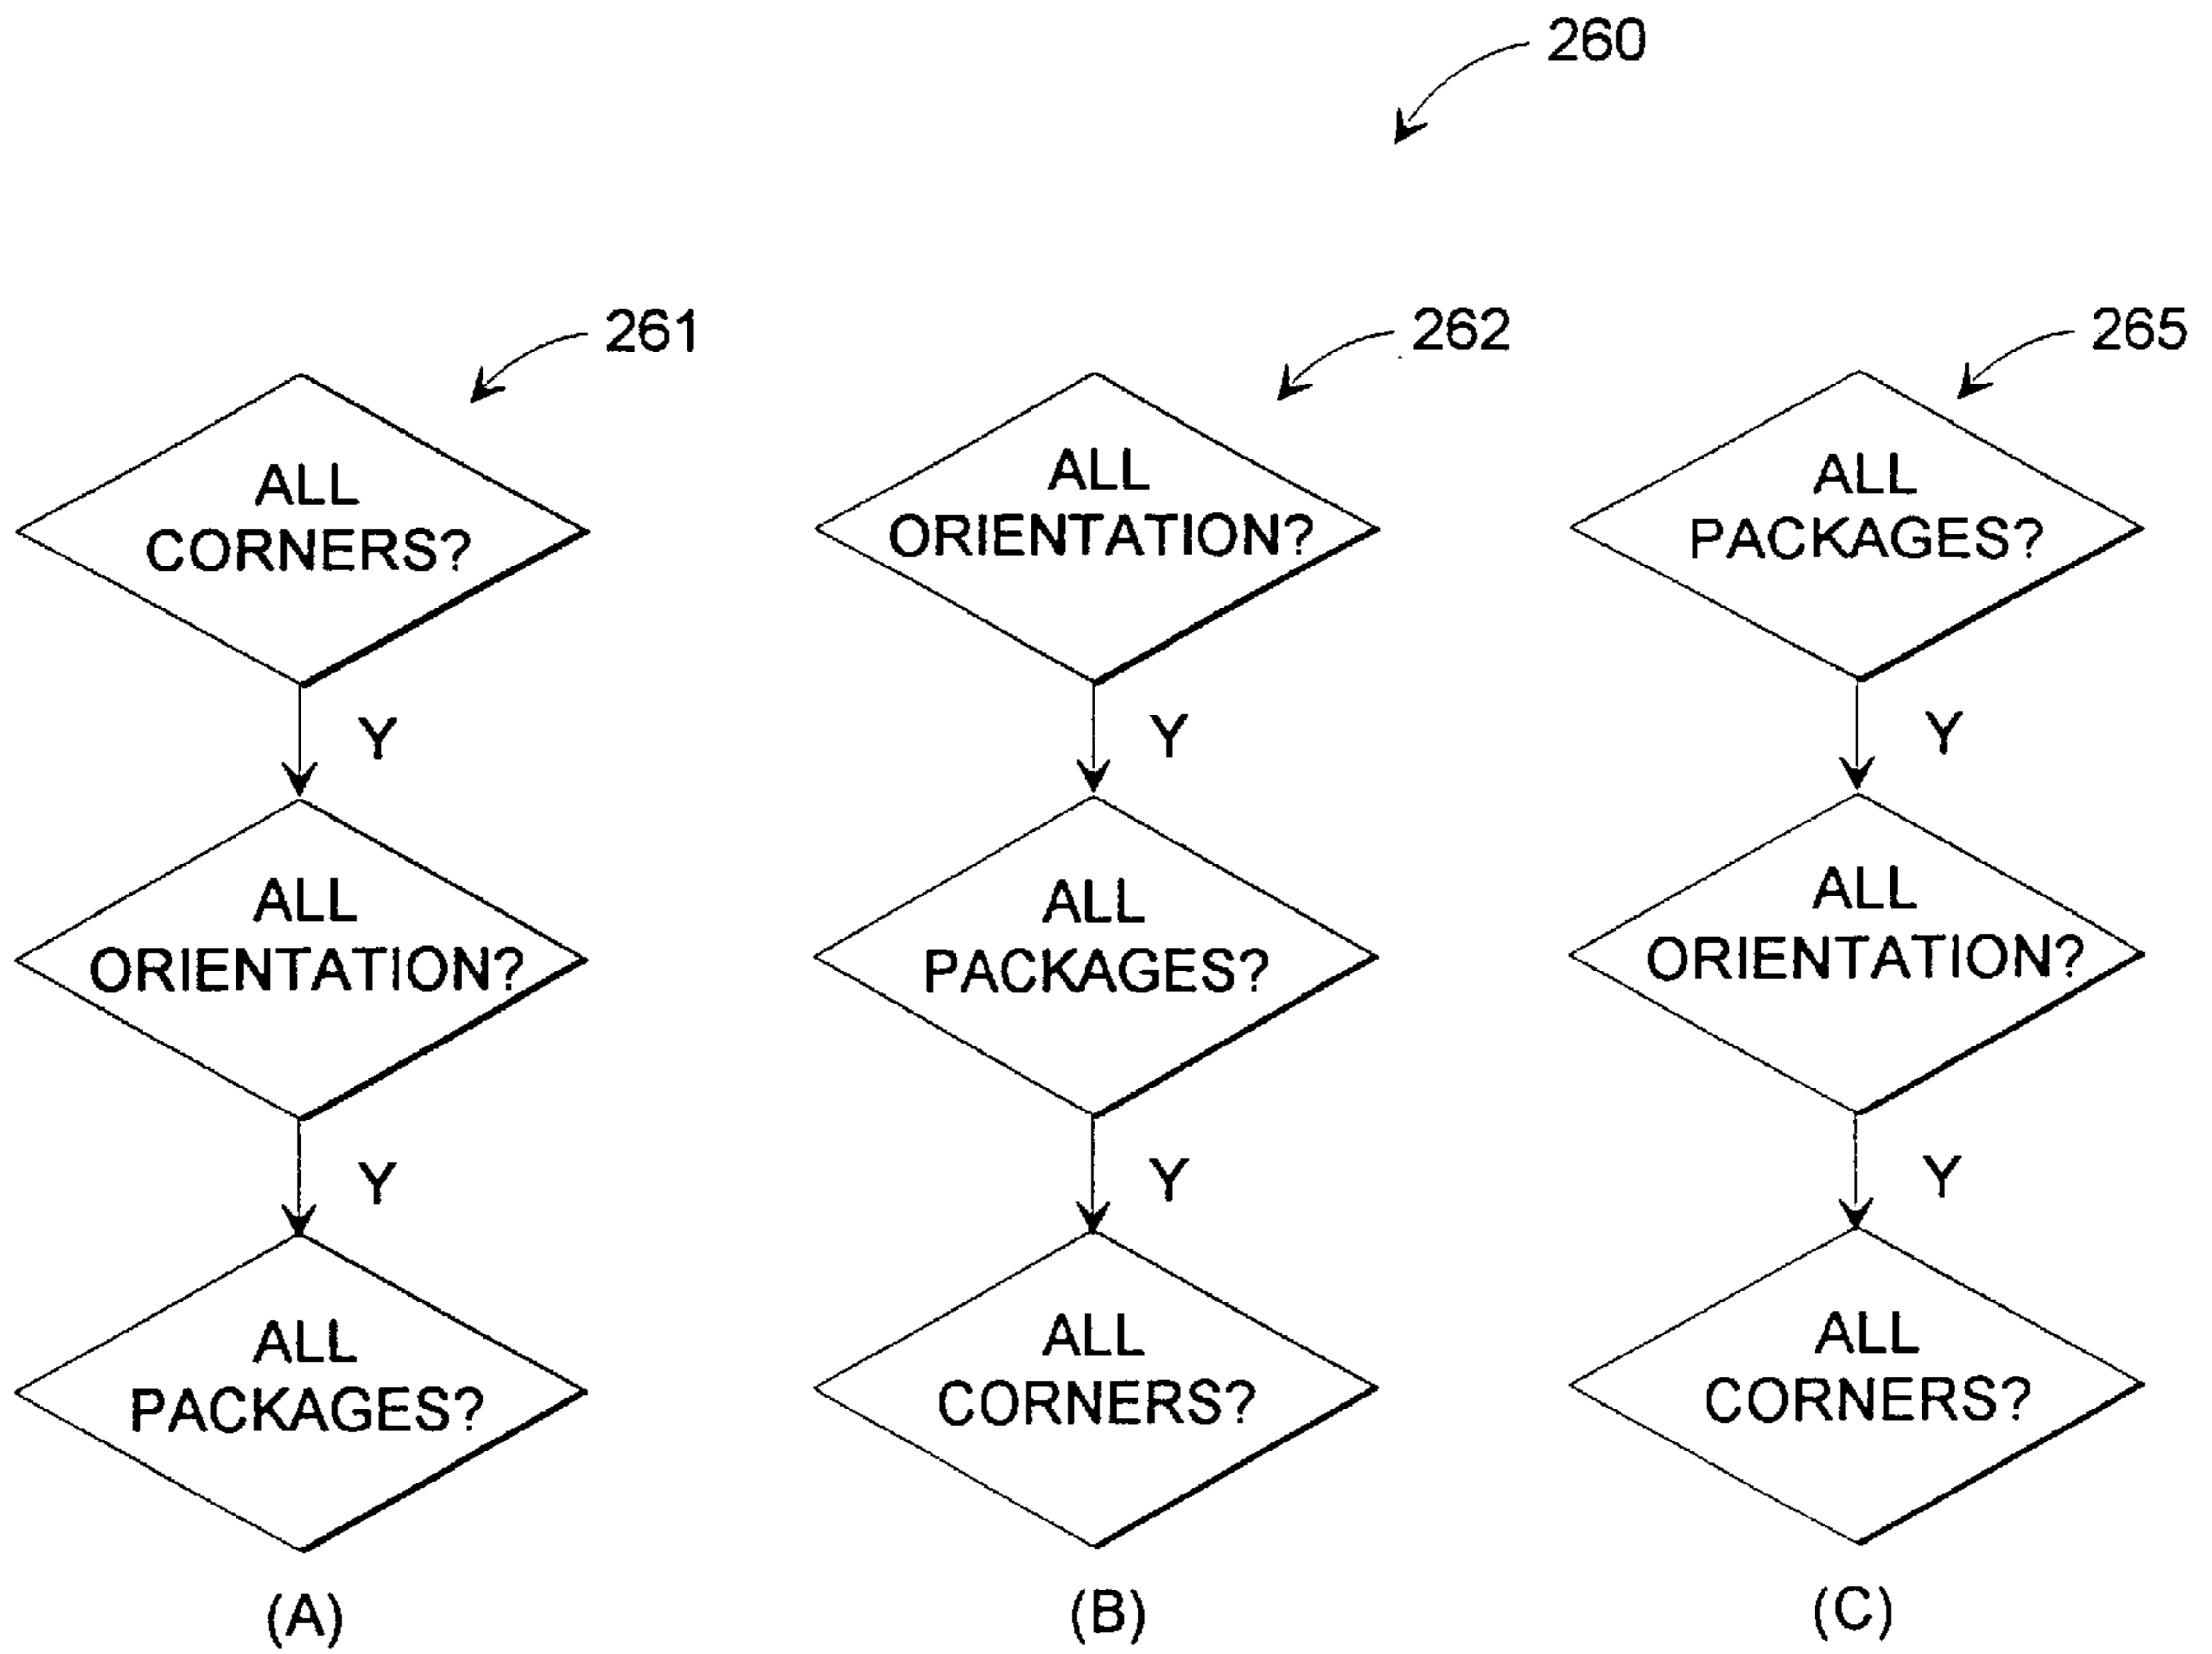 260
261
262
265
ALL
CORNERS?
Y
ALL
ORIENTATION?
Y
ALL
PACKAGES?
(A)
ALL
ORIENTATION?
Y
ALL
PACKAGES?
Y
ALL
CORNERS?
(B)
ALL
PACKAGES?
Y
ALL
ORIENTATION?
Y
ALL
CORNERS?
(C)